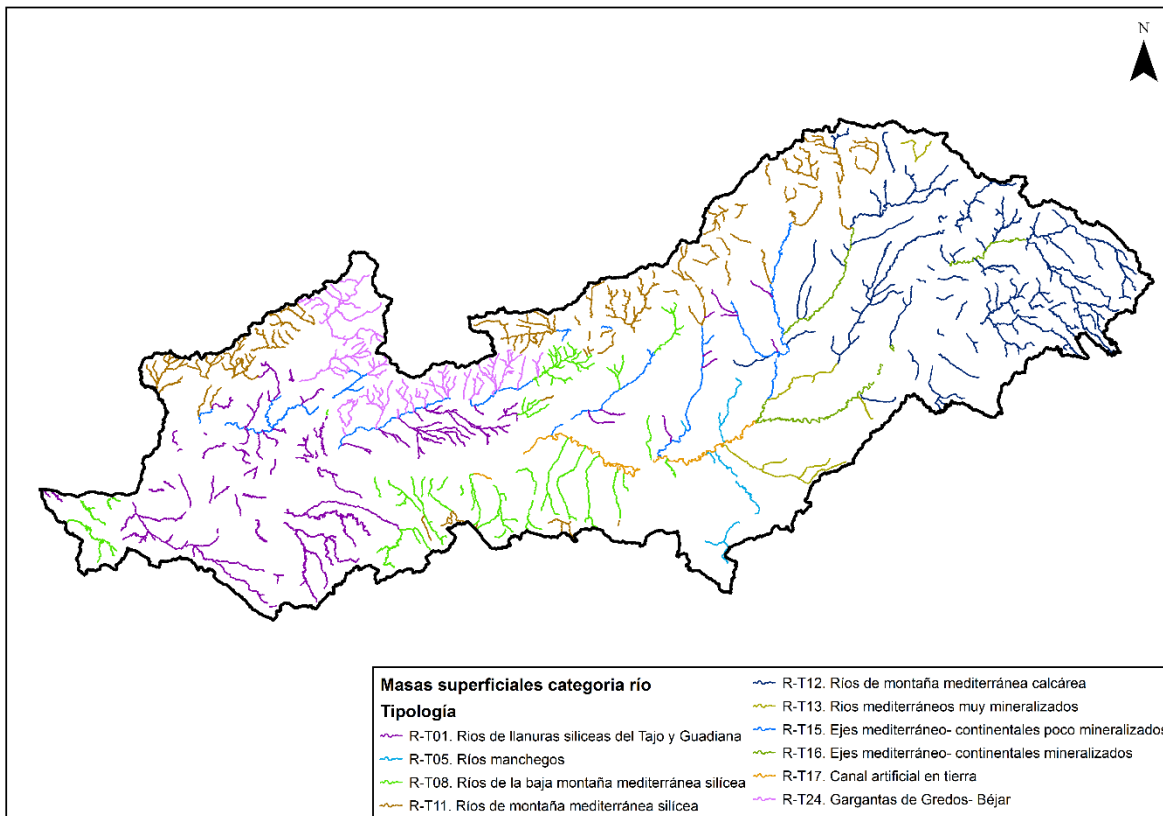 N
Masas superficiales categoria río
Tipología
R-T01. Ríos de llanuras silíceas del Tajo y Guadiana
R-T05. Ríos manchegos
R-T08. Ríos de la baja montaña mediterránea silícea
R-T11. Ríos de montaña mediterránea silícea
R-T12. Ríos de montaña mediterránea calcárea
R-T13. Ríos mediterráneos muy mineralizados
R-T15. Ejes mediterráneo- continentales poco mineralizados
R-T16. Ejes mediterráneo- continentales mineralizados
R-T17. Canal artificial en tierra
R-T24. Gargantas de Gredos- Béjar